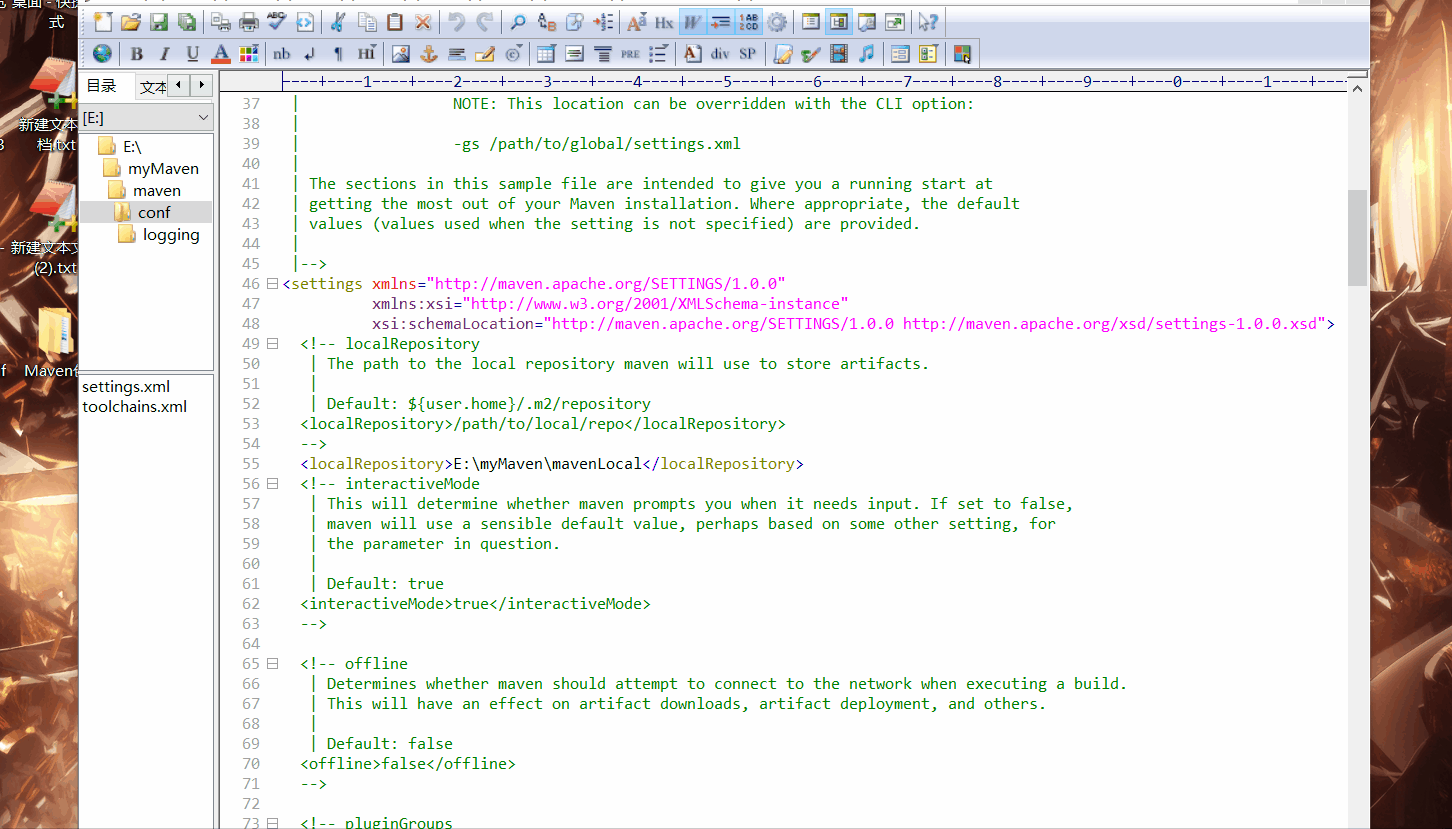 桌面 - 快捷
式
新建文本
档.txt
- 新建文本文
(2).txt
Maven
B I U A nb ¶ Hi PRE A div SP
Hx W
目录 文本
[E:]
E:\
myMaven
maven
conf
logging
settings.xml
toolchains.xml
----+----1----+----2----+----3----+----4----+----5----+----6----+----7----+----8----+----9----+----0----+----1----+---
37 | NOTE: This location can be overridden with the CLI option:
38 |
39 | -gs /path/to/global/settings.xml
40 |
41 | The sections in this sample file are intended to give you a running start at
42 | getting the most out of your Maven installation. Where appropriate, the default
43 | values (values used when the setting is not specified) are provided.
44 |
45 |-->
46 <settings xmlns="http://maven.apache.org/SETTINGS/1.0.0"
47 xmlns:xsi="http://www.w3.org/2001/XMLSchema-instance"
48 xsi:schemaLocation="http://maven.apache.org/SETTINGS/1.0.0 http://maven.apache.org/xsd/settings-1.0.0.xsd">
49 <!-- localRepository
50 | The path to the local repository maven will use to store artifacts.
51 |
52 | Default: ${user.home}/.m2/repository
53 <localRepository>/path/to/local/repo</localRepository>
54 -->
55 <localRepository>E:\myMaven\mavenLocal</localRepository>
56 <!-- interactiveMode
57 | This will determine whether maven prompts you when it needs input. If set to false,
58 | maven will use a sensible default value, perhaps based on some other setting, for
59 | the parameter in question.
60 |
61 | Default: true
62 <interactiveMode>true</interactiveMode>
63 -->
64
65 <!-- offline
66 | Determines whether maven should attempt to connect to the network when executing a build.
67 | This will have an effect on artifact downloads, artifact deployment, and others.
68 |
69 | Default: false
70 <offline>false</offline>
71 -->
72
73 <!-- pluginGroups